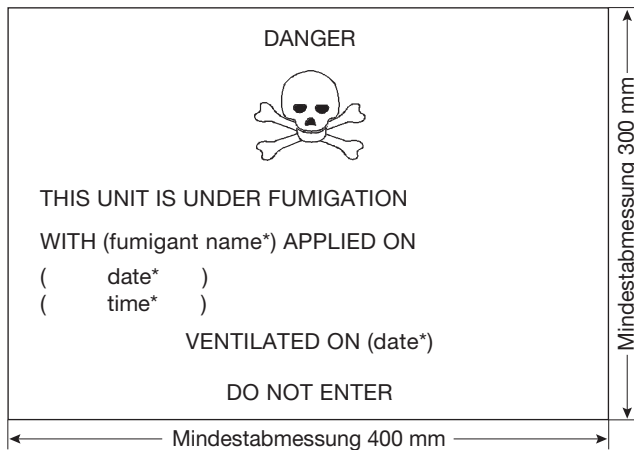 DANGER
THIS UNIT IS UNDER FUMIGATION
WITH (fumigant name*) APPLIED ON
( date* )
( time* )
VENTILATED ON (date*)
DO NOT ENTER
Mindestabmessung 400 mm
Mindestabmessung 300 mm